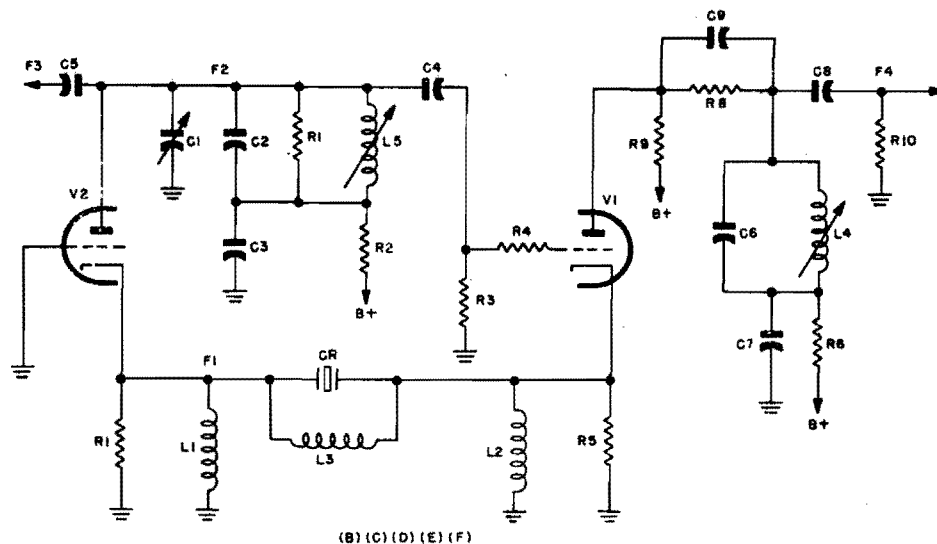 C9
F3
C5
F2
C4
C8
F4
R8
C1
C2
R1
L5
R9
R10
V2
V1
B+
C3
R2
R4
C6
L4
R3
B+
C7
R6
F1
CR
B+
R1
L1
L3
L2
R5
(B)(C)(D)(E)(F)